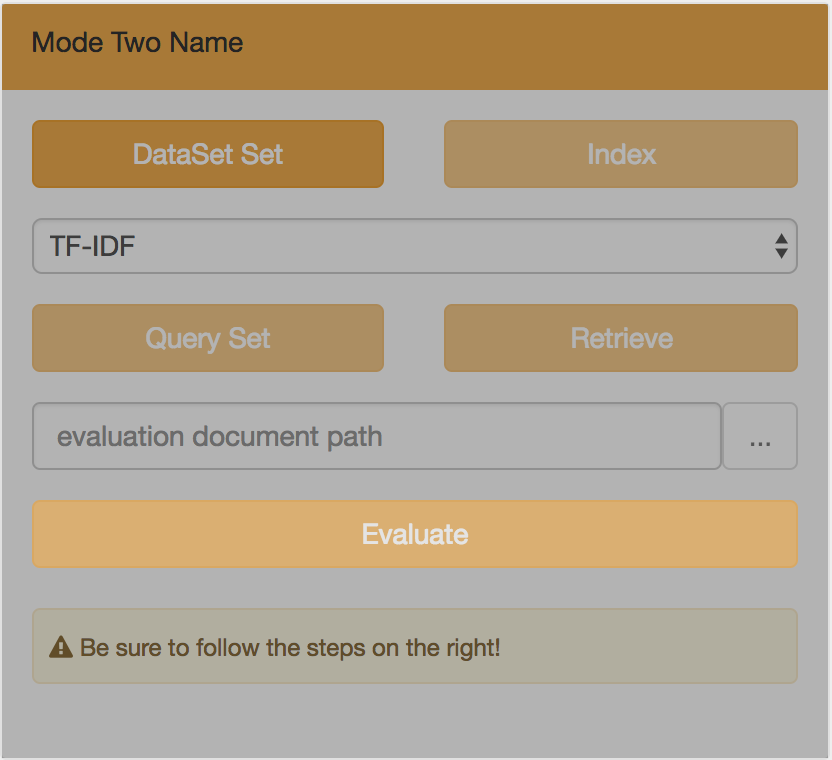 Mode Two Name
DataSet Set
Index
TF-IDF
Query Set
Retrieve
evaluation document path
...
Evaluate
Be sure to follow the steps on the right!